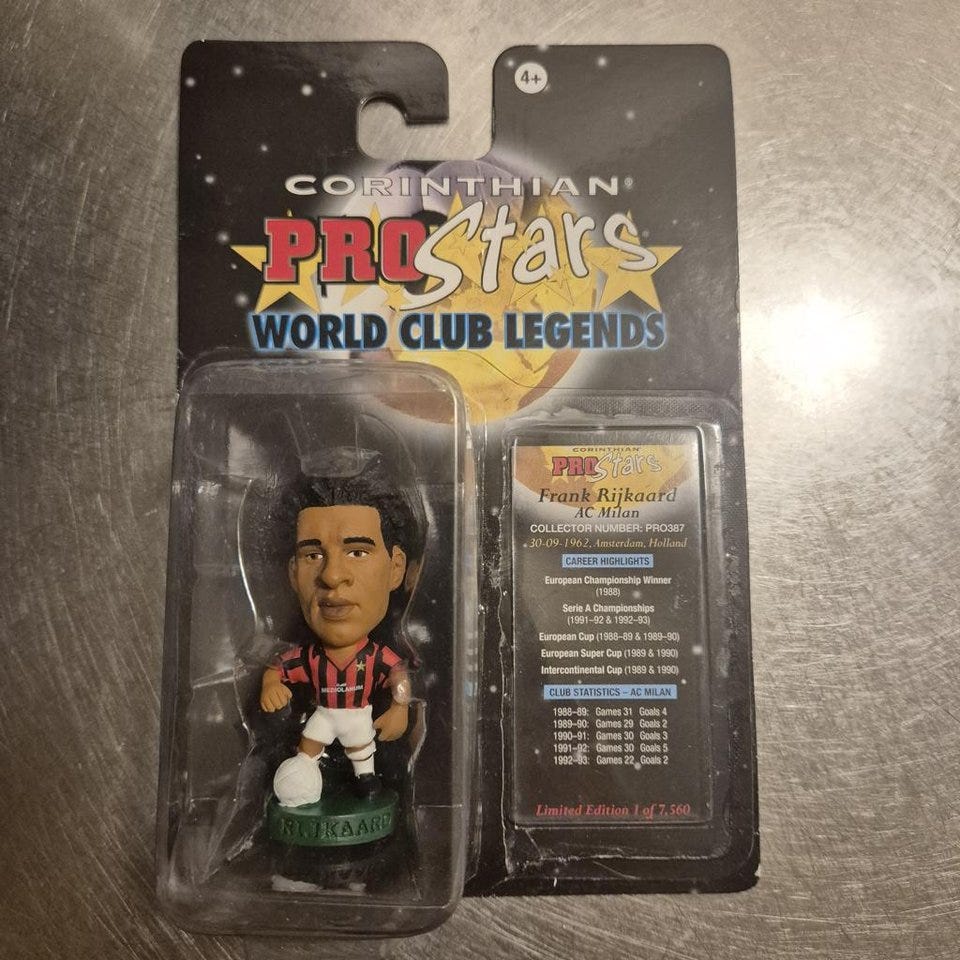 4+
CORINTHIAN®
PROStars
WORLD CLUB LEGENDS
CORINTHIAN
PROStars
Frank Rijkaard
AC Milan
COLLECTOR NUMBER: PRO387
30-09-1962, Amsterdam, Holland
CAREER HIGHLIGHTS
European Championship Winner
(1988)
Serie A Championships
(1991–92 & 1992–93)
European Cup (1988–89 & 1989–90)
European Super Cup (1989 & 1990)
Intercontinental Cup (1989 & 1990)
CLUB STATISTICS – AC MILAN
1988–89: Games 31 Goals 4
1989–90: Games 29 Goals 2
1990–91: Games 30 Goals 3
1991–92: Games 30 Goals 5
1992–93: Games 22 Goals 2
Limited Edition 1 of 7,560
MEDIOLANUM
RIJKAARD